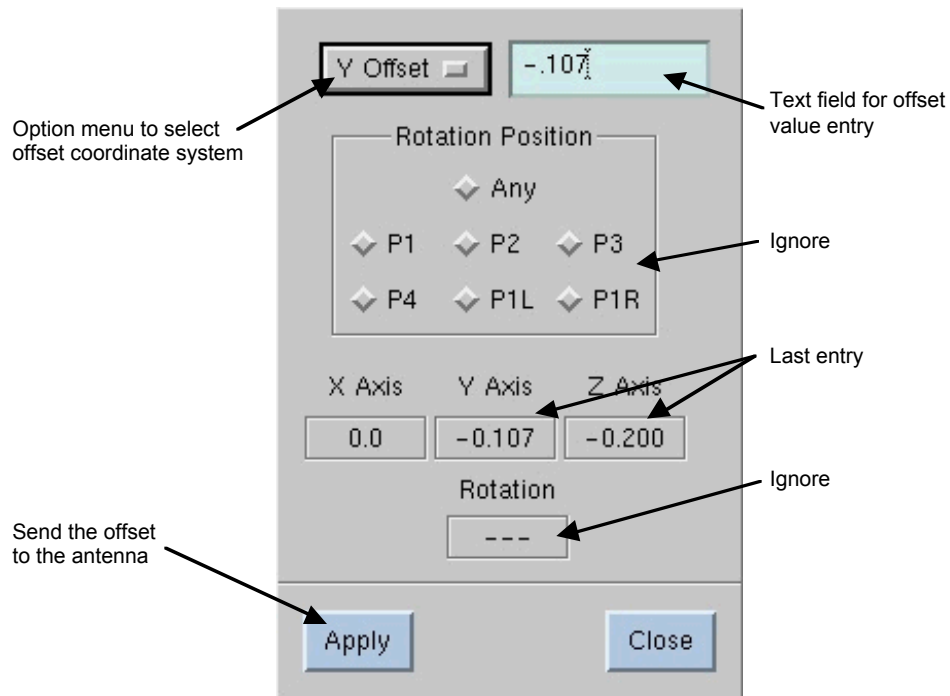 Y Offset
-.107
Option menu to select
offset coordinate system
Text field for offset
value entry
Rotation Position
Any
P1 P2 P3
P4 P1L P1R
Ignore
Last entry
X Axis Y Axis Z Axis
0.0 -0.107 -0.200
Rotation
---
Ignore
Send the offset
to the antenna
Apply Close